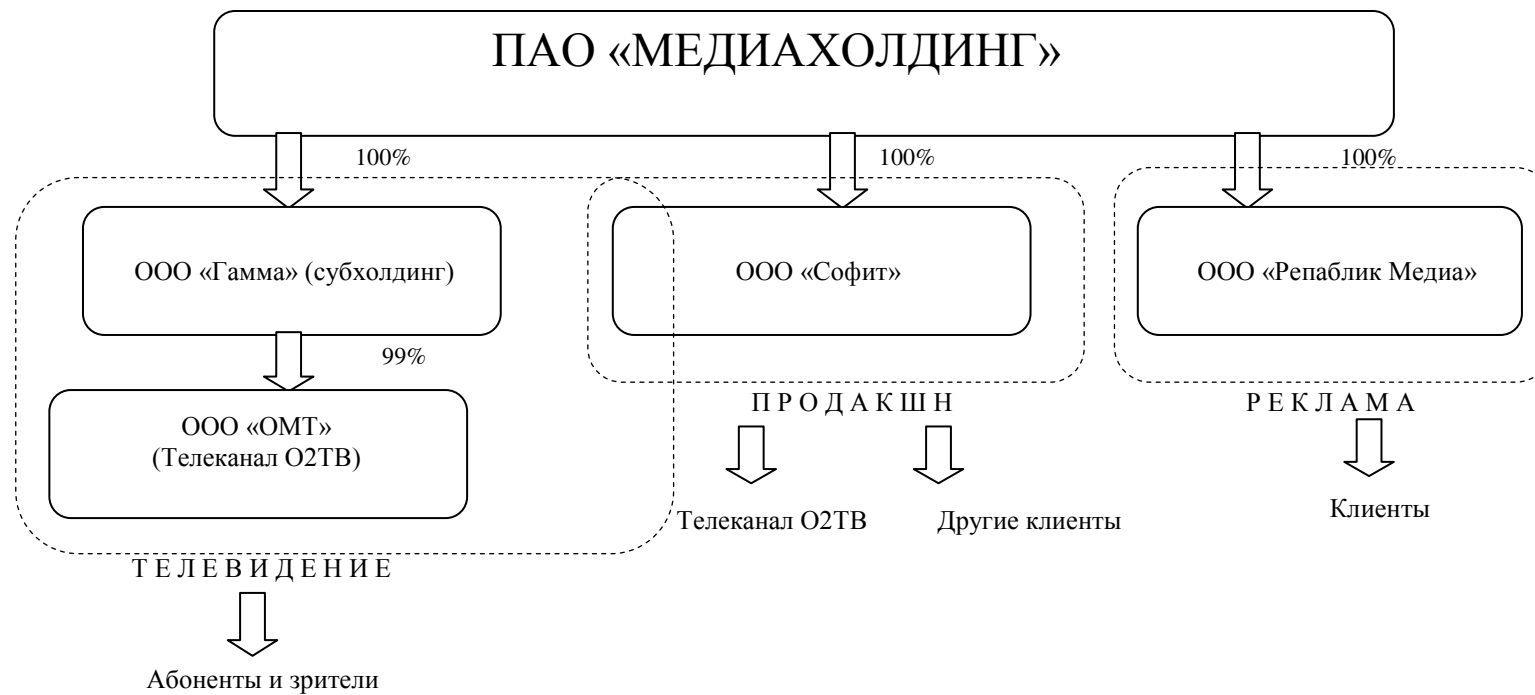 ПАО «МЕДИАХОЛДИНГ»
100%
100%
100%
ООО «Гамма» (субхолдинг)
ООО «Софит»
ООО «Репаблик Медиа»
99%
ООО «ОМТ»
(Телеканал О2ТВ)
П Р О Д А К Ш Н
Р Е К Л А М А
Телеканал О2ТВ
Другие клиенты
Клиенты
Т Е Л Е В И Д Е Н И Е
Абоненты и зрители